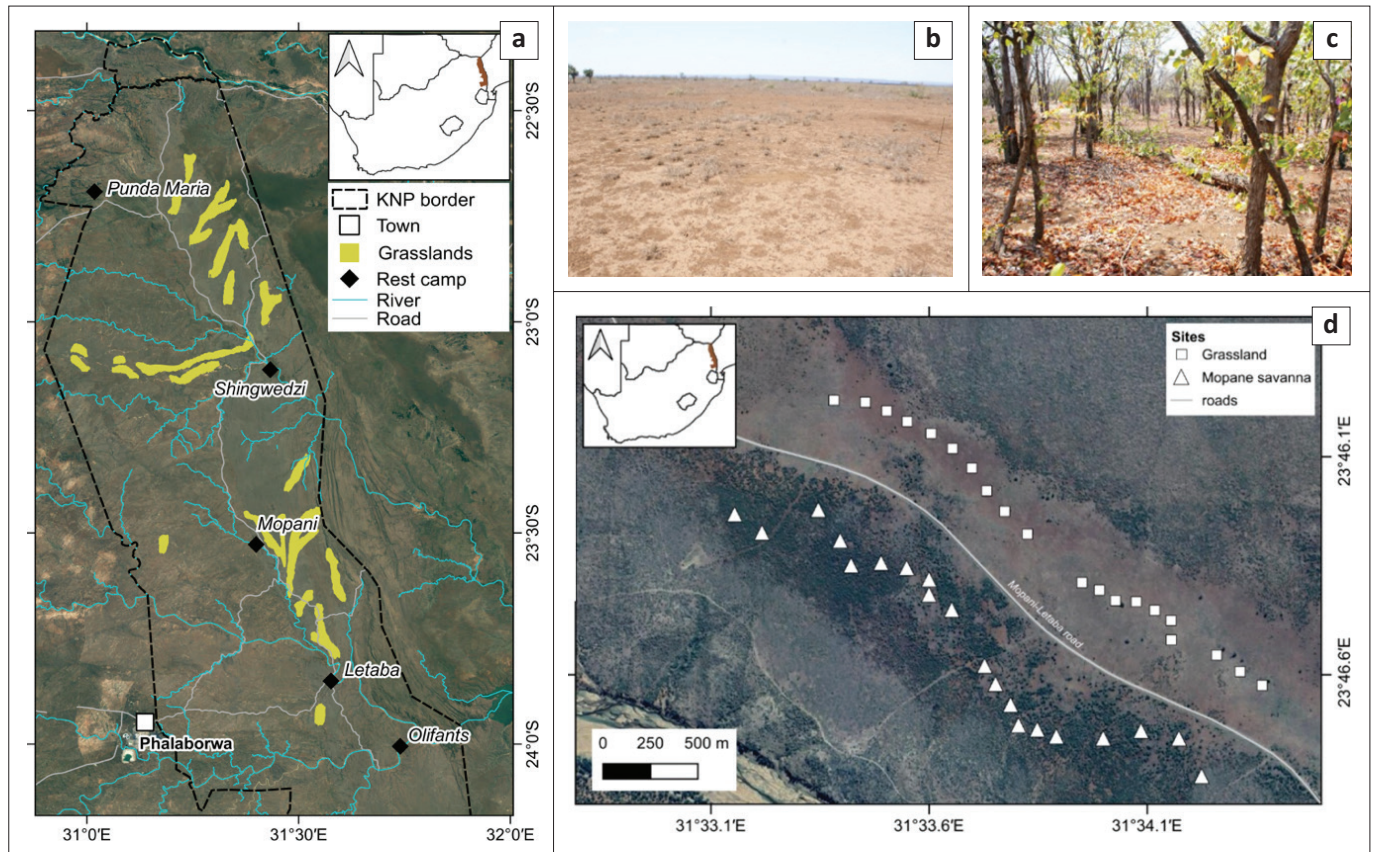 a
KNP border
Town
Grasslands
Rest camp
River
Road
Punda Maria
Shingwedzi
Mopani
Letaba
Phalaborwa
Olifants
22°30'S
23°0'S
23°30'S
24°0'S
31°0'E
31°30'E
32°0'E
b
c
d
Sites
Grassland
Mopane savanna
roads
Mopani-Letaba road
0 250 500 m
23°46.1'E
23°46.6'E
31°33.1'E
31°33.6'E
31°34.1'E